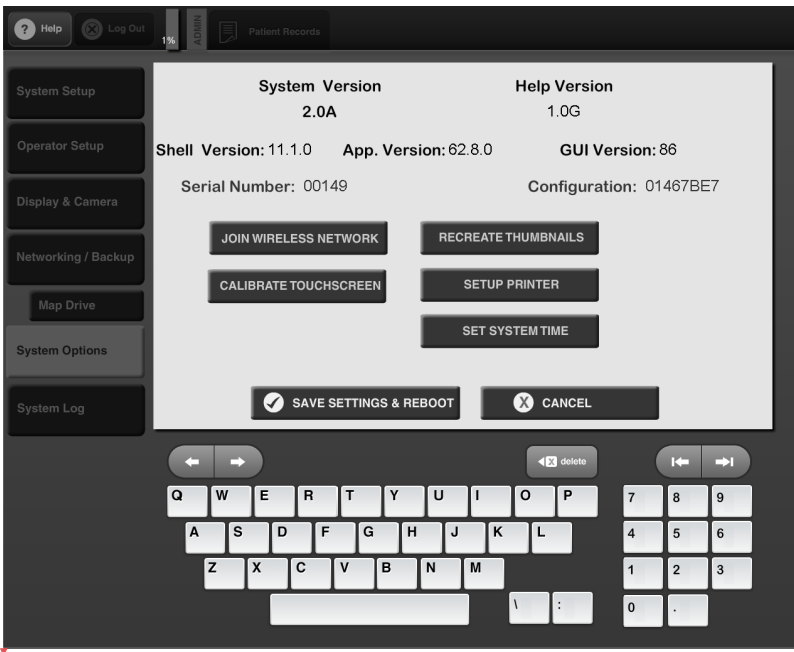 ? Help
X Log Out
1%
ADMIN
Patient Records
System Setup
Operator Setup
Display & Camera
Networking / Backup
Map Drive
System Options
System Log
System Version
2.0A
Help Version
1.0G
Shell Version: 11.1.0 App. Version: 62.8.0 GUI Version: 86
Serial Number: 00149 Configuration: 01467BE7
JOIN WIRELESS NETWORK RECREATE THUMBNAILS
CALIBRATE TOUCHSCREEN SETUP PRINTER
SET SYSTEM TIME
SAVE SETTINGS & REBOOT X CANCEL
X delete
Q W E R T Y U I O P 7 8 9
A S D F G H J K L 4 5 6
Z X C V B N M 1 2 3
\ : 0 .